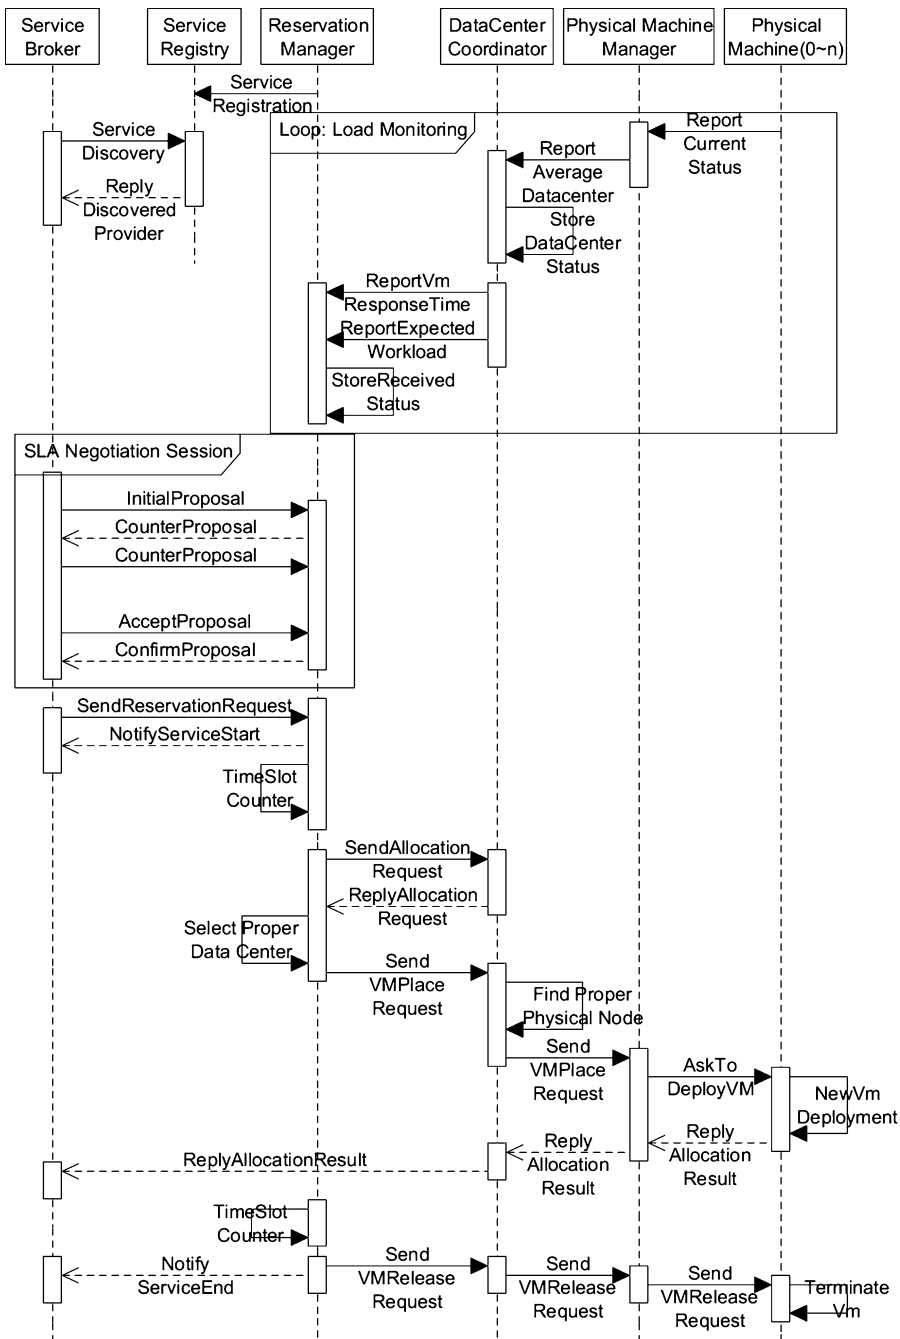 Service
Broker
Service
Registry
Reservation
Manager
DataCenter
Coordinator
Physical Machine
Manager
Physical
Machine(0~n)
Service
Registration
Loop: Load Monitoring
Report
Current
Status
Service
Discovery
Report
Average
Datacenter
Reply
Discovered
Provider
Store
DataCenter
Status
ReportVm
ResponseTime
ReportExpected
Workload
StoreReceived
Status
SLA Negotiation Session
InitialProposal
CounterProposal
CounterProposal
AcceptProposal
ConfirmProposal
SendReservationRequest
NotifyServiceStart
TimeSlot
Counter
SendAllocation
Request
ReplyAllocation
Request
Select Proper
Data Center
Send
VMPlace
Request
Find Proper
Physical Node
Send
VMPlace
Request
AskTo
DeployVM
NewVm
Deployment
Reply
Allocation
Result
Reply
Allocation
Result
ReplyAllocationResult
TimeSlot
Counter
Notify
ServiceEnd
Send
VMRelease
Request
Send
VMRelease
Request
Send
VMRelease
Request
Terminate
Vm